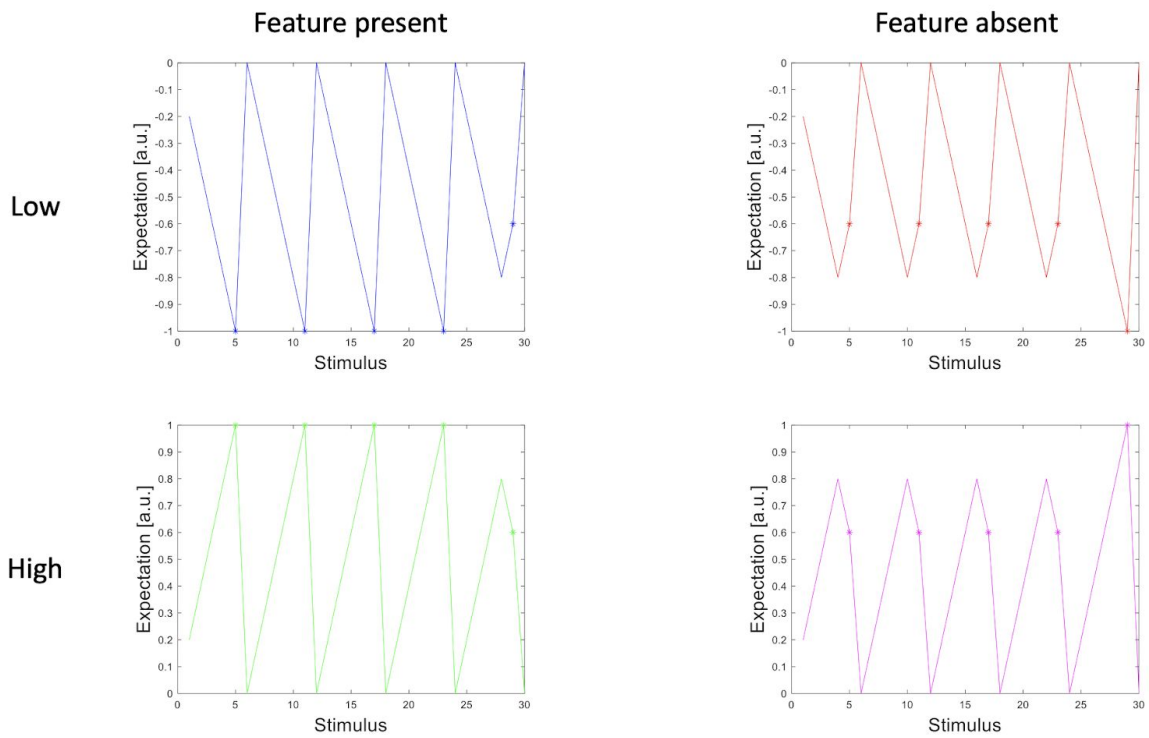 Feature present
Feature absent
Low
Expectation [a.u.]
0
-0.1
-0.2
-0.3
-0.4
-0.5
-0.6
-0.7
-0.8
-0.9
-1
0 5 10 15 20 25 30
Stimulus
Expectation [a.u.]
0
-0.1
-0.2
-0.3
-0.4
-0.5
-0.6
-0.7
-0.8
-0.9
-1
0 5 10 15 20 25 30
Stimulus
High
Expectation [a.u.]
1
0.9
0.8
0.7
0.6
0.5
0.4
0.3
0.2
0.1
0
0 5 10 15 20 25 30
Stimulus
Expectation [a.u.]
1
0.9
0.8
0.7
0.6
0.5
0.4
0.3
0.2
0.1
0
0 5 10 15 20 25 30
Stimulus